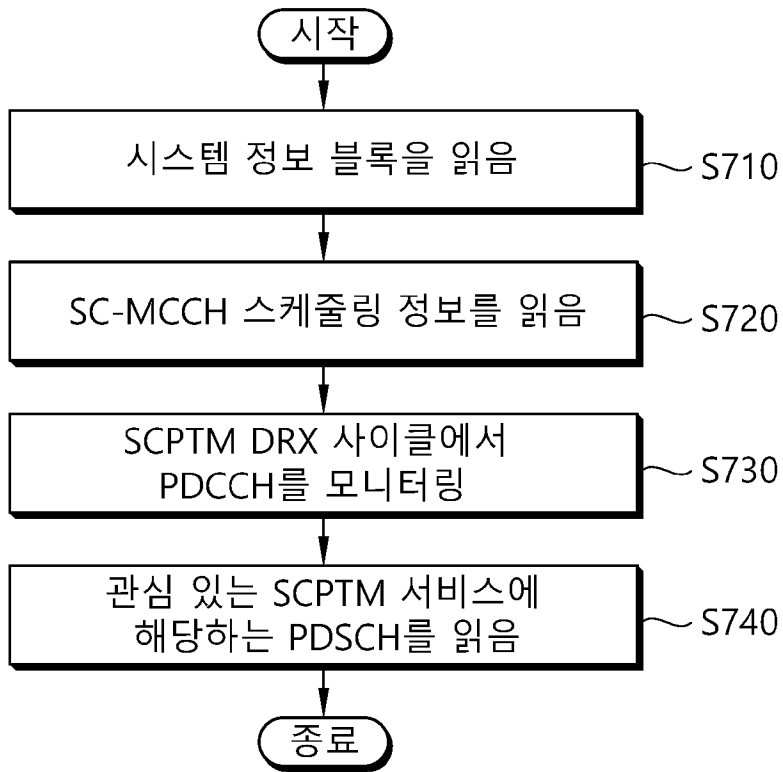 시작
시스템 정보 블록을 읽음
S710
SC-MCCH 스케줄링 정보를 읽음
S720
SCPTM DRX 사이클에서
PDCCH를 모니터링
S730
관심 있는 SCPTM 서비스에
해당하는 PDSCH를 읽음
S740
종료